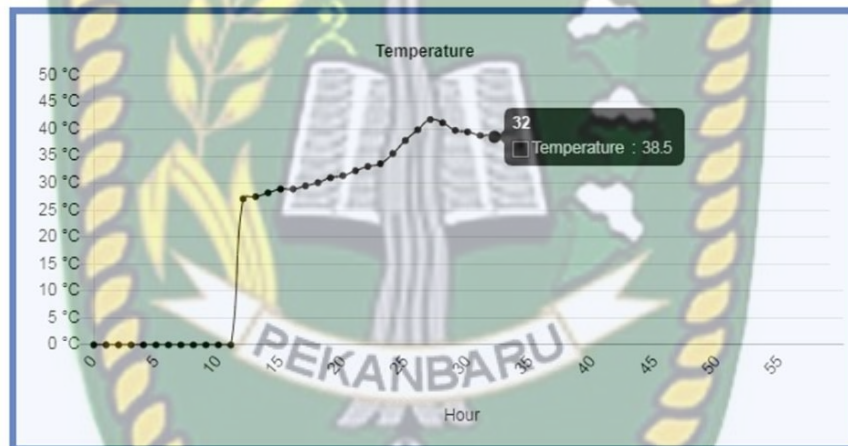 Temperature
50 °C
45 °C
40 °C
35 °C
30 °C
25 °C
20 °C
15 °C
10 °C
5 °C
0 °C
32
Temperature : 38.5
PEKANBARU
0 5 10 15 20 25 30 35 40 45 50 55
Hour